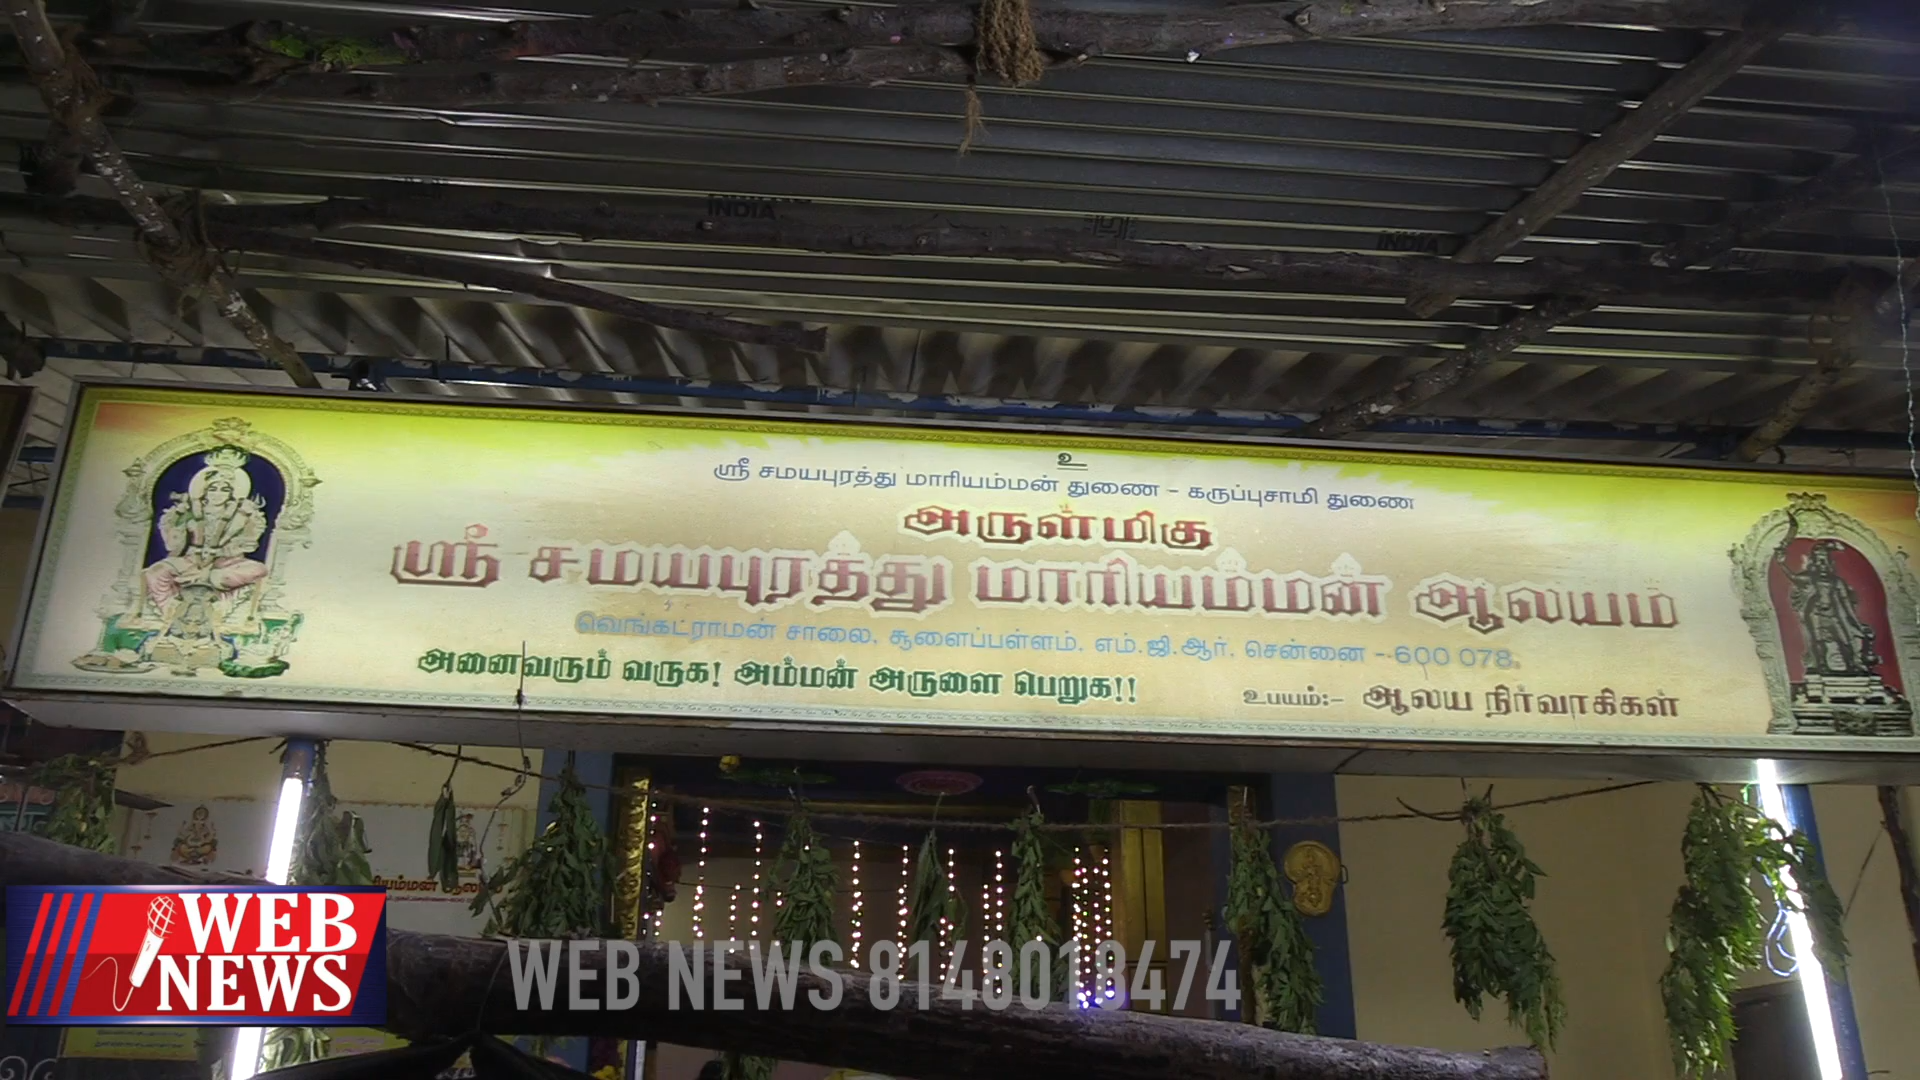 INDIA
INDIA
உ
ஸ்ரீ சமயபுரத்து மாரியம்மன் துணை – கருப்புசாமி துணை
அருள்மிகு
ஸ்ரீ சமயபுரத்து மாரியம்மன் ஆலயம்
வெங்கட்ராமன் சாலை, சூளைப்பள்ளம், எம்.ஜி.ஆர், சென்னை -600 078.
அனைவரும் வருக! அம்மன் அருளை பெறுக!!
உபயம்:- ஆலய நிர்வாகிகள்
WEB
NEWS
WEB NEWS 8148018474